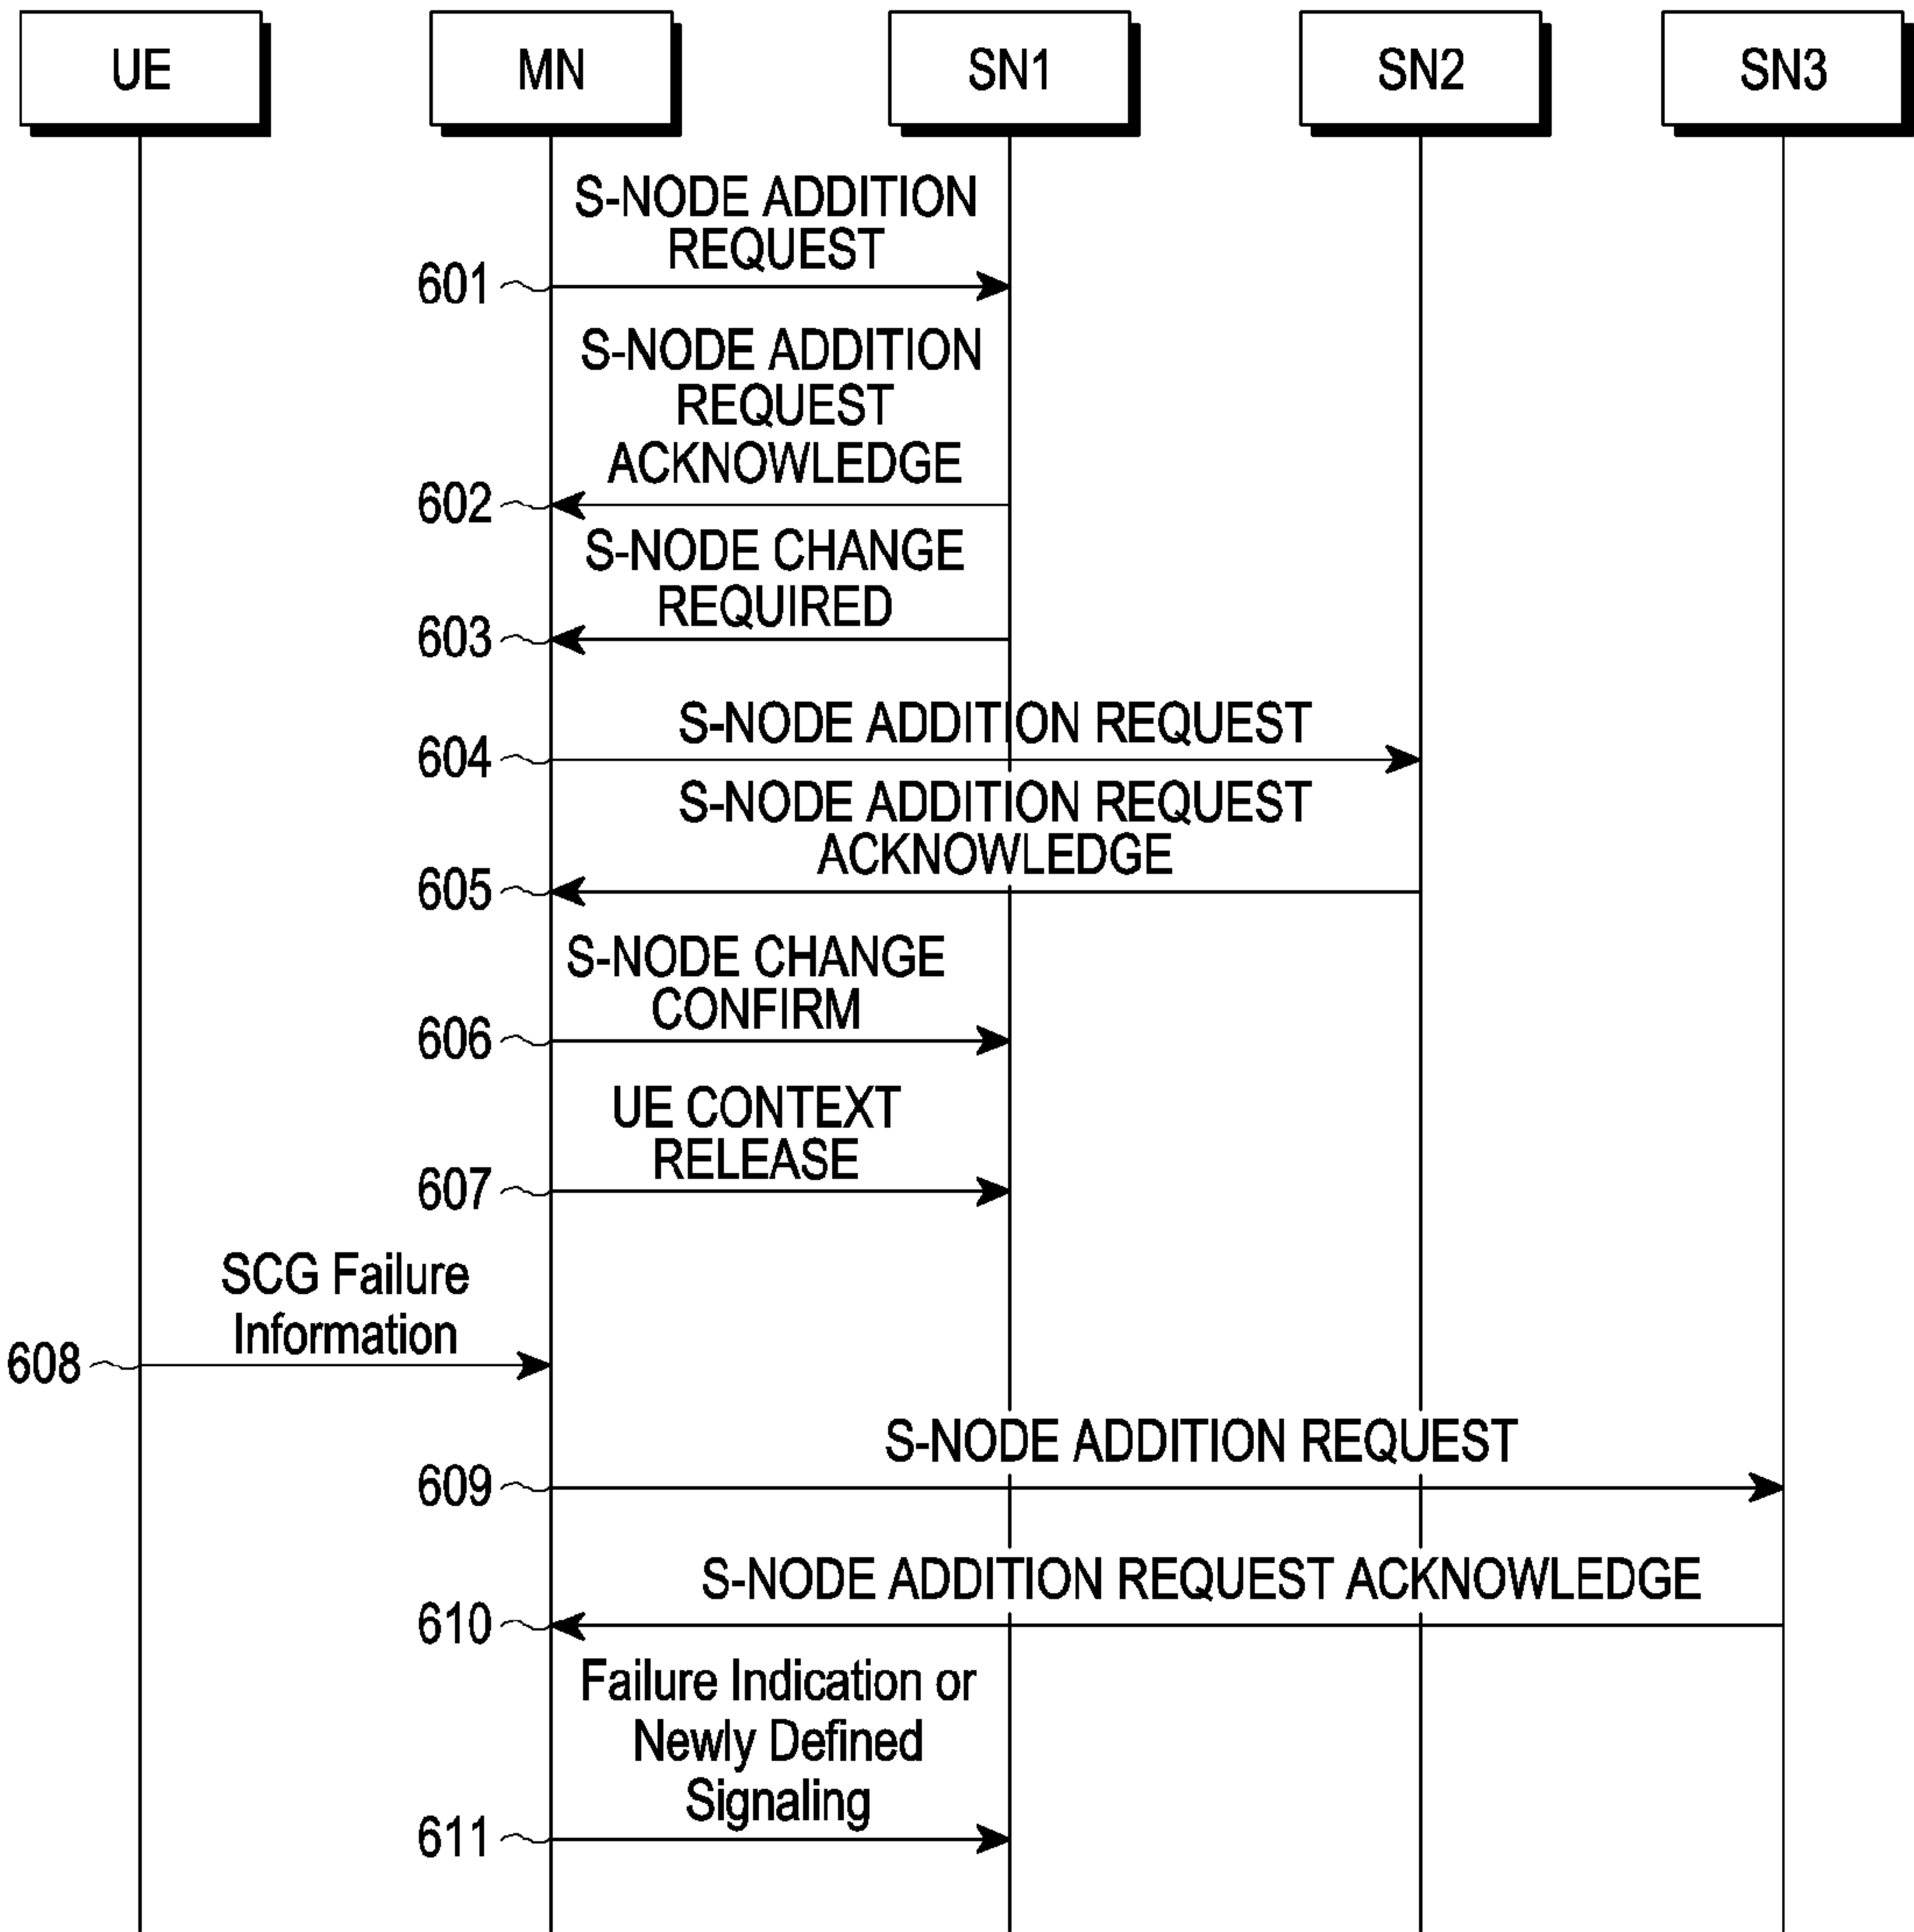 UE
MN
SN1
SN2
SN3
S-NODE ADDITION
REQUEST
601
S-NODE ADDITION
REQUEST
ACKNOWLEDGE
602
S-NODE CHANGE
REQUIRED
603
S-NODE ADDITION REQUEST
604
S-NODE ADDITION REQUEST
ACKNOWLEDGE
605
S-NODE CHANGE
CONFIRM
606
UE CONTEXT
RELEASE
607
SCG Failure
Information
608
S-NODE ADDITION REQUEST
609
S-NODE ADDITION REQUEST ACKNOWLEDGE
610
Failure Indication or
Newly Defined
Signaling
611